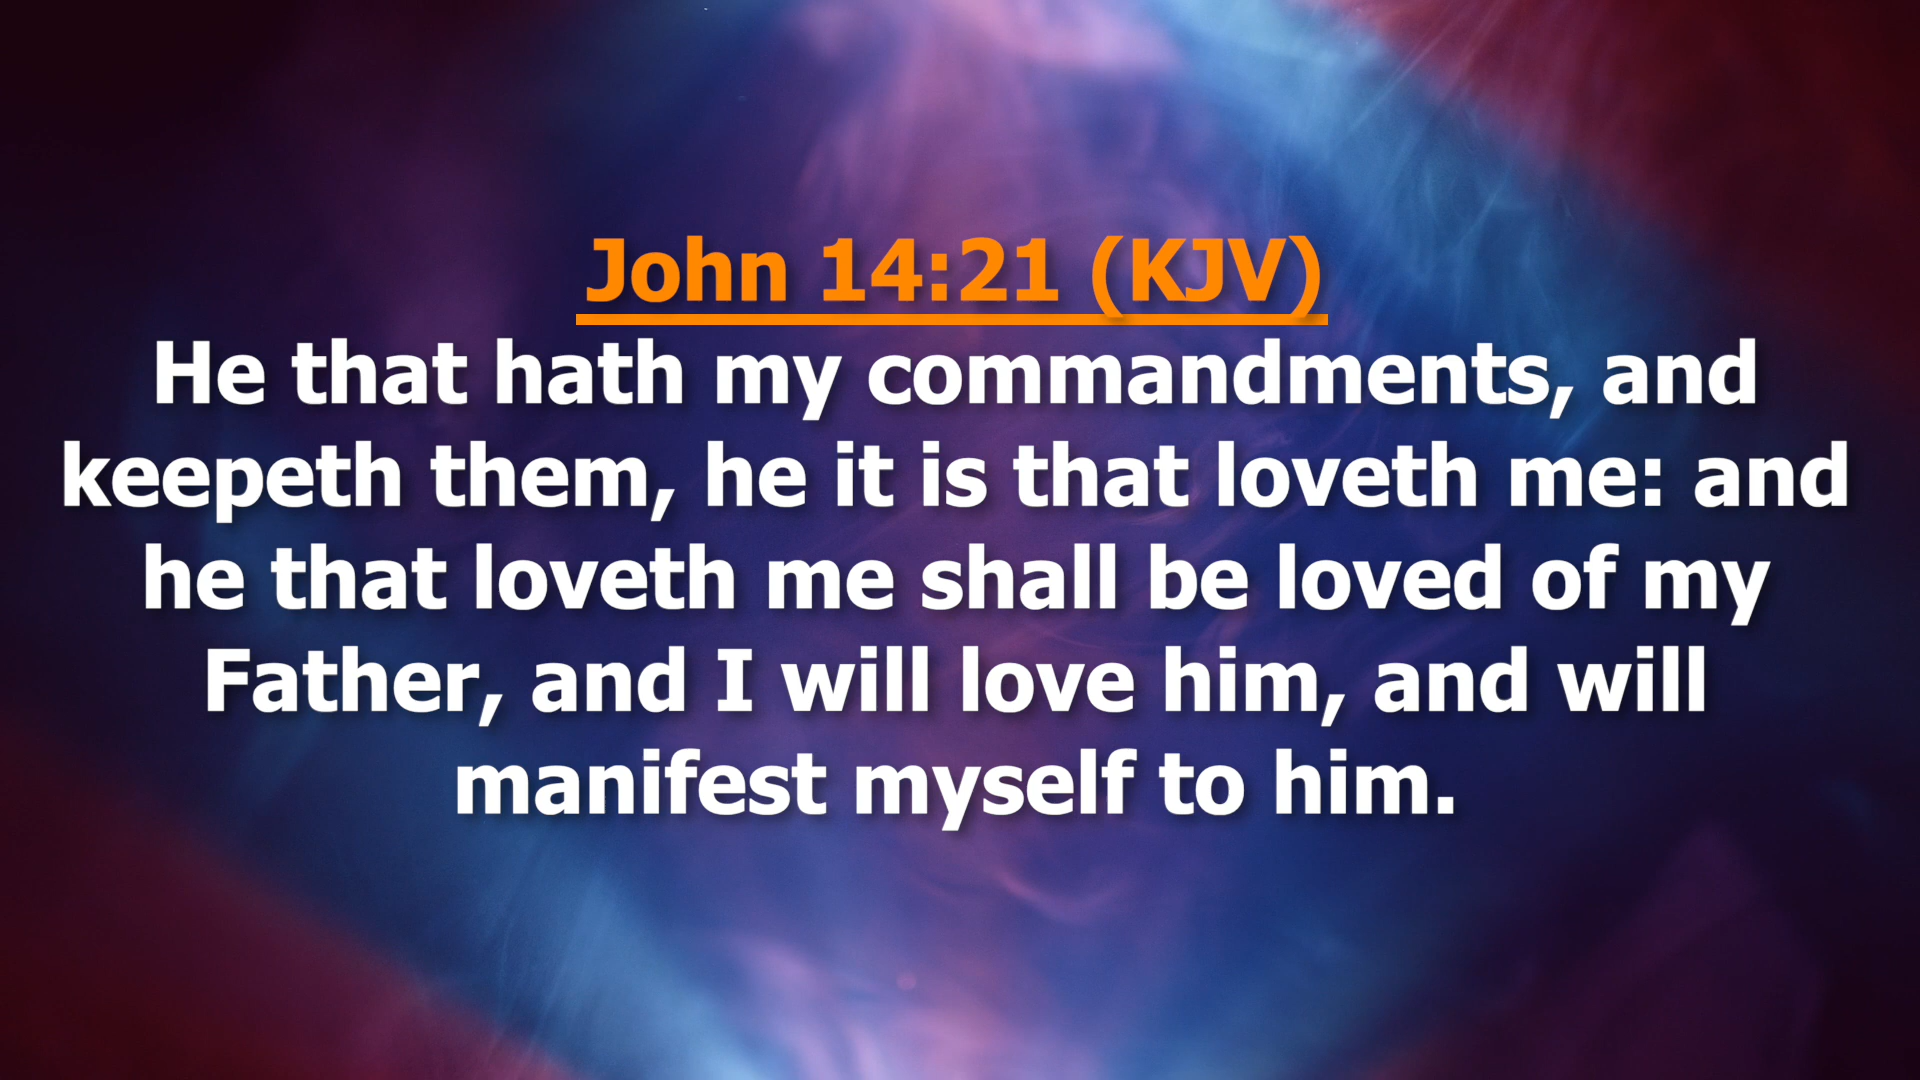 John 14:21 (KJV)
He that hath my commandments, and
keepeth them, he it is that loveth me: and
he that loveth me shall be loved of my
Father, and I will love him, and will
manifest myself to him.